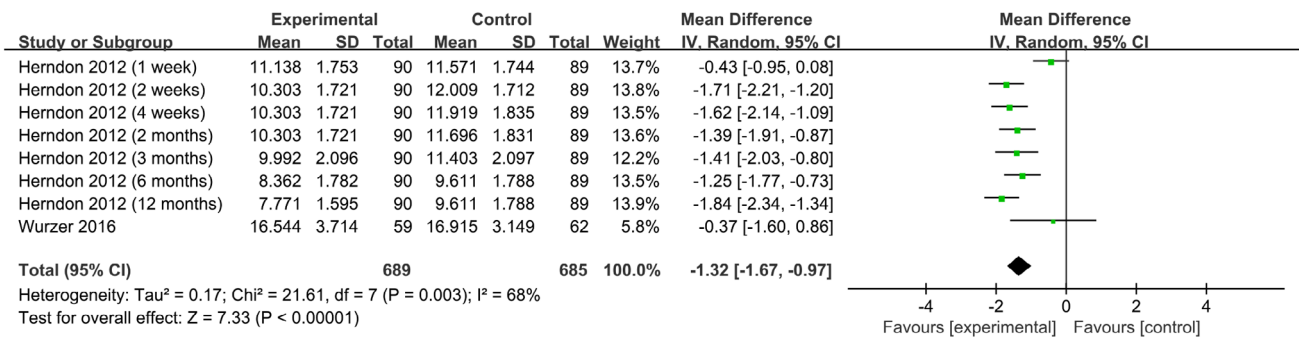 Experimental Control Mean Difference Mean Difference
Study or Subgroup Mean SD Total Mean SD Total Weight IV, Random, 95% CI IV, Random, 95% CI
Herndon 2012 (1 week) 11.138 1.753 90 11.571 1.744 89 13.7% -0.43 [-0.95, 0.08]
Herndon 2012 (2 weeks) 10.303 1.721 90 12.009 1.712 89 13.8% -1.71 [-2.21, -1.20]
Herndon 2012 (4 weeks) 10.303 1.721 90 11.919 1.835 89 13.5% -1.62 [-2.14, -1.09]
Herndon 2012 (2 months) 10.303 1.721 90 11.696 1.831 89 13.6% -1.39 [-1.91, -0.87]
Herndon 2012 (3 months) 9.992 2.096 90 11.403 2.097 89 12.2% -1.41 [-2.03, -0.80]
Herndon 2012 (6 months) 8.362 1.782 90 9.611 1.788 89 13.5% -1.25 [-1.77, -0.73]
Herndon 2012 (12 months) 7.771 1.595 90 9.611 1.788 89 13.9% -1.84 [-2.34, -1.34]
Wurzer 2016 16.544 3.714 59 16.915 3.149 62 5.8% -0.37 [-1.60, 0.86]
Total (95% CI) 689 685 100.0% -1.32 [-1.67, -0.97]
Heterogeneity: Tau² = 0.17; Chi² = 21.61, df = 7 (P = 0.003); I² = 68%
Test for overall effect: Z = 7.33 (P < 0.00001)
-4 -2 0 2 4
Favours [experimental] Favours [control]